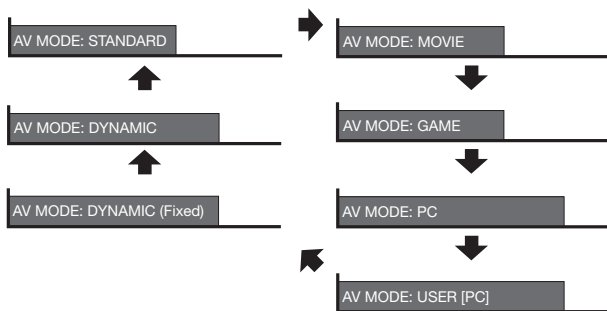 AV MODE: STANDARD
AV MODE: MOVIE
AV MODE: DYNAMIC
AV MODE: GAME
AV MODE: DYNAMIC (Fixed)
AV MODE: PC
AV MODE: USER [PC]